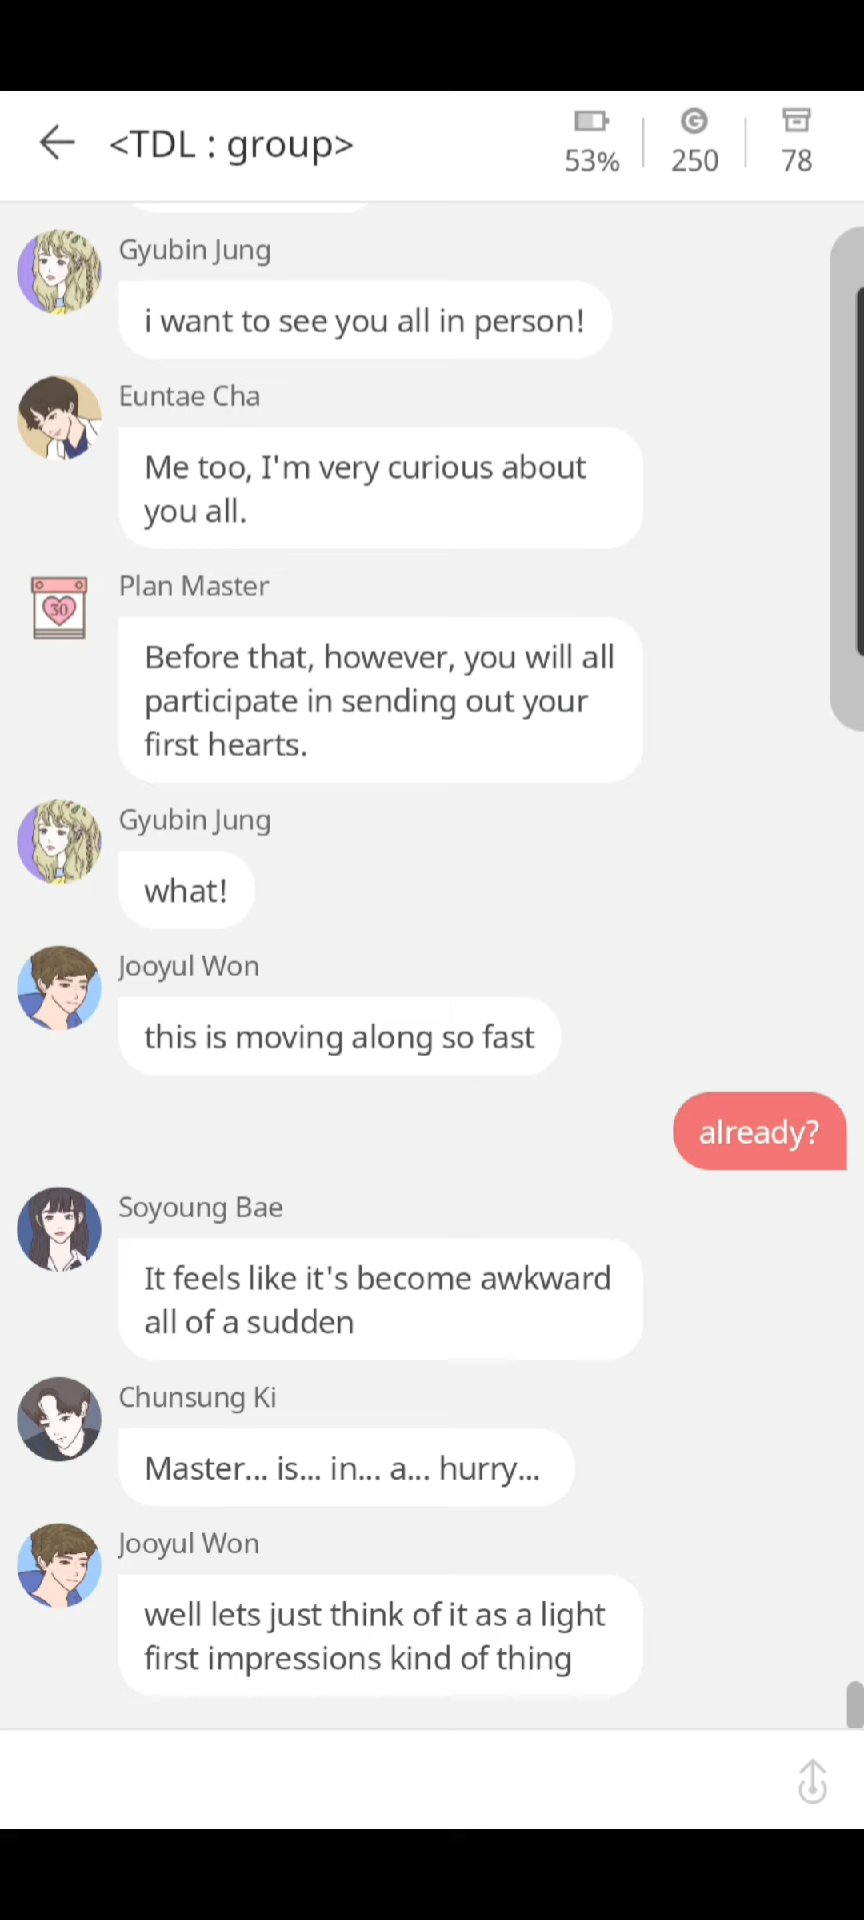 <TDL : group>
53%
250
78
Gyubin Jung
i want to see you all in person!
Euntae Cha
Me too, I'm very curious about
you all.
30
Plan Master
Before that, however, you will all
participate in sending out your
first hearts.
Gyubin Jung
what!
Jooyul Won
this is moving along so fast
already?
Soyoung Bae
It feels like it's become awkward
all of a sudden
Chunsung Ki
Master... is... in... a... hurry...
Jooyul Won
well lets just think of it as a light
first impressions kind of thing